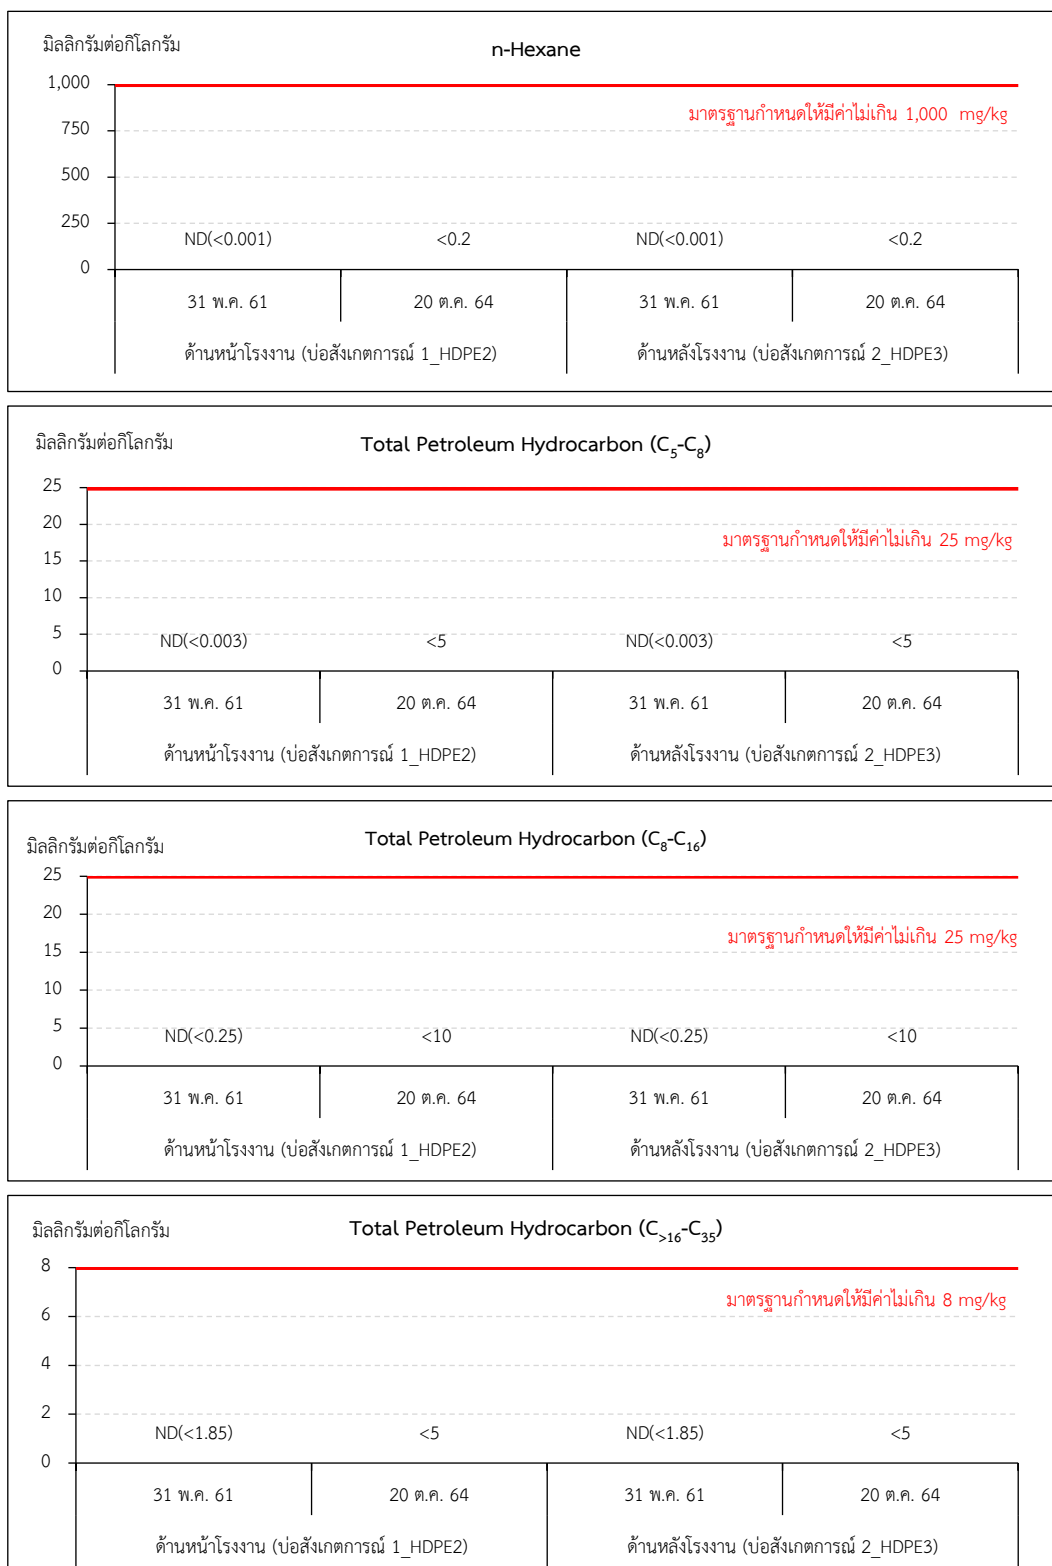 มิลลิกรัมต่อกิโลกรัม
n-Hexane
1,000
มาตรฐานกำหนดให้มีค่าไม่เกิน 1,000 mg/kg
750
500
250
ND(<0.001) <0.2 ND(<0.001) <0.2
0
31 พ.ค. 61 20 ต.ค. 64 31 พ.ค. 61 20 ต.ค. 64
ด้านหน้าโรงงาน (บ่อสังเกตการณ์ 1_HDPE2) ด้านหลังโรงงาน (บ่อสังเกตการณ์ 2_HDPE3)
มิลลิกรัมต่อกิโลกรัม
Total Petroleum Hydrocarbon (C5-C8)
25
20
มาตรฐานกำหนดให้มีค่าไม่เกิน 25 mg/kg
15
10
5
ND(<0.003) <5 ND(<0.003) <5
0
31 พ.ค. 61 20 ต.ค. 64 31 พ.ค. 61 20 ต.ค. 64
ด้านหน้าโรงงาน (บ่อสังเกตการณ์ 1_HDPE2) ด้านหลังโรงงาน (บ่อสังเกตการณ์ 2_HDPE3)
มิลลิกรัมต่อกิโลกรัม
Total Petroleum Hydrocarbon (C8-C16)
25
20
มาตรฐานกำหนดให้มีค่าไม่เกิน 25 mg/kg
15
10
5
ND(<0.25) <10 ND(<0.25) <10
0
31 พ.ค. 61 20 ต.ค. 64 31 พ.ค. 61 20 ต.ค. 64
ด้านหน้าโรงงาน (บ่อสังเกตการณ์ 1_HDPE2) ด้านหลังโรงงาน (บ่อสังเกตการณ์ 2_HDPE3)
มิลลิกรัมต่อกิโลกรัม
Total Petroleum Hydrocarbon (C>16-C35)
8
มาตรฐานกำหนดให้มีค่าไม่เกิน 8 mg/kg
6
4
2
ND(<1.85) <5 ND(<1.85) <5
0
31 พ.ค. 61 20 ต.ค. 64 31 พ.ค. 61 20 ต.ค. 64
ด้านหน้าโรงงาน (บ่อสังเกตการณ์ 1_HDPE2) ด้านหลังโรงงาน (บ่อสังเกตการณ์ 2_HDPE3)